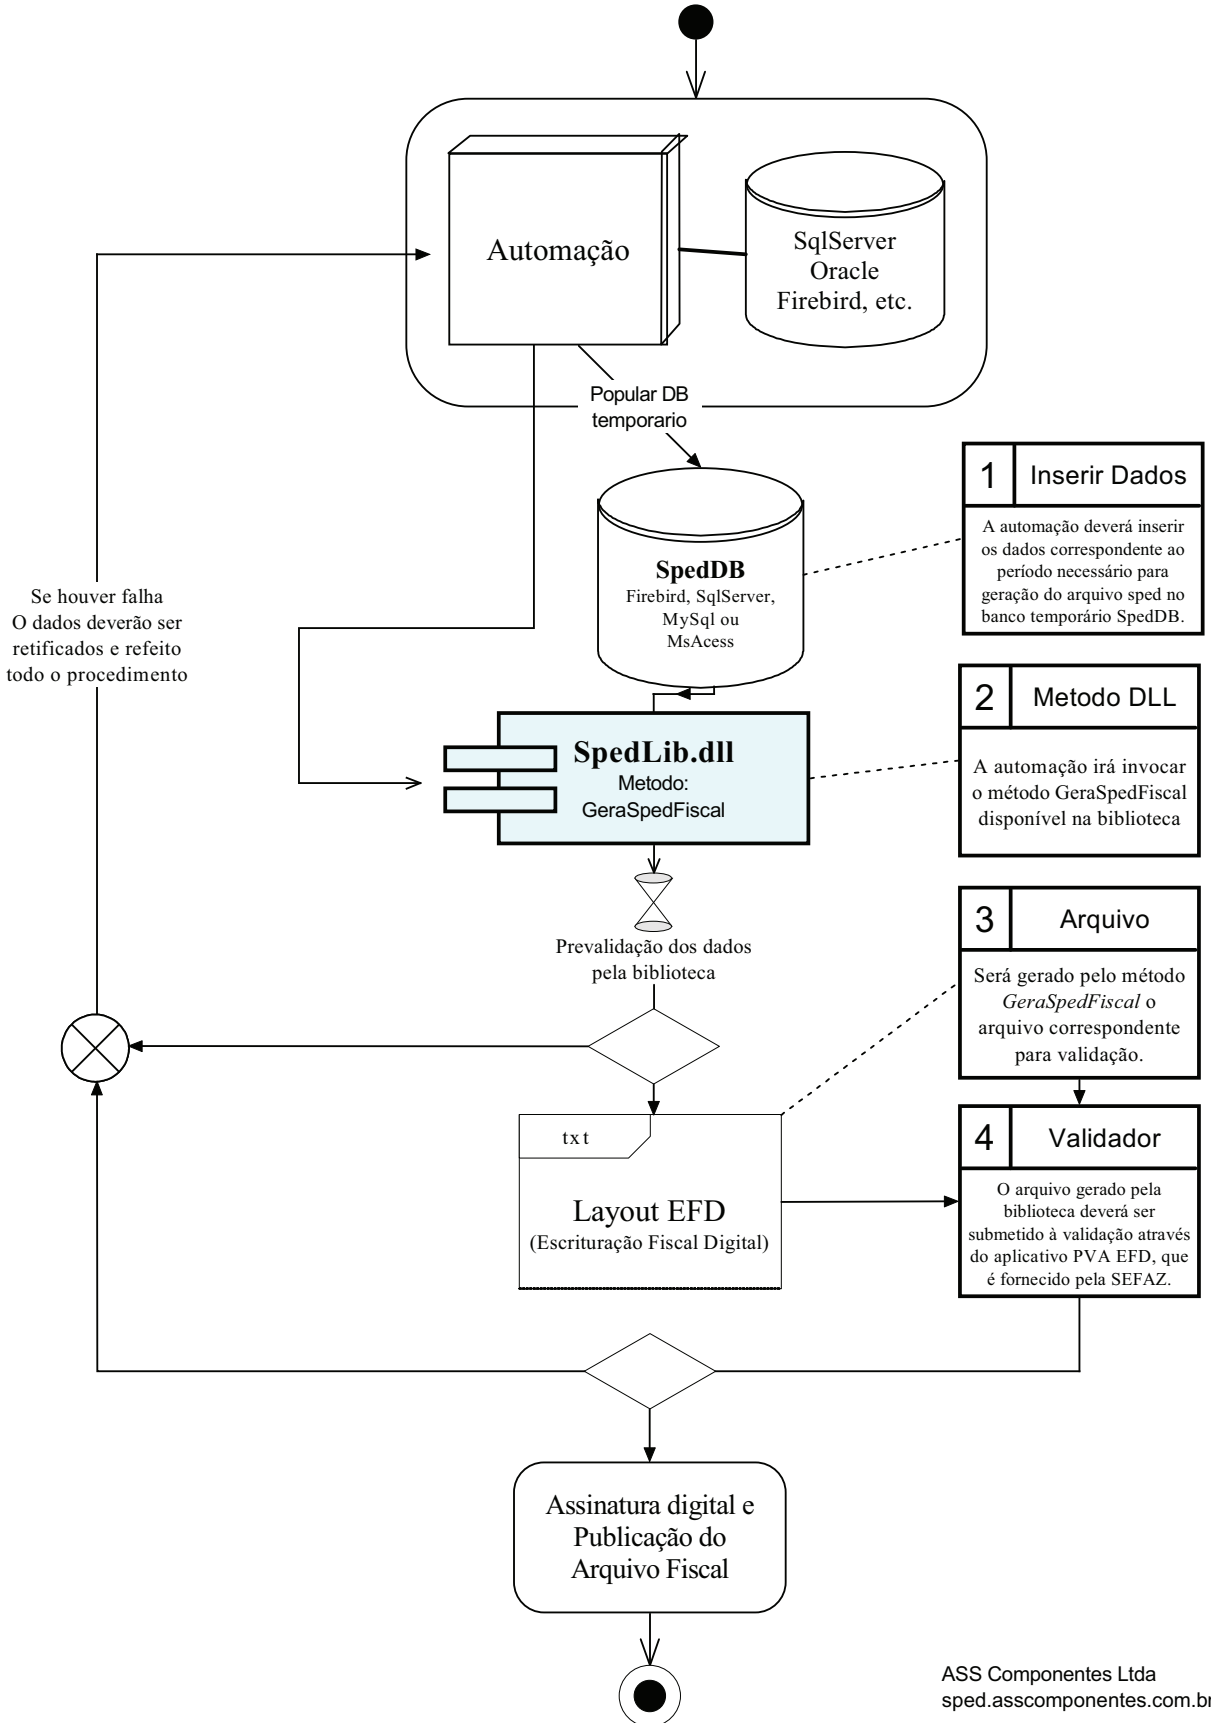 Automação
SqlServer
Oracle
Firebird, etc.
Popular DB
temporario
1
Inserir Dados
A automação deverá inserir
os dados correspondente ao
período necessário para
geração do arquivo sped no
banco temporário SpedDB.
SpedDB
Firebird, SqlServer,
MySql ou
MsAcess
Se houver falha
O dados deverão ser
retificados e refeito
todo o procedimento
2
Metodo DLL
A automação irá invocar
o método GeraSpedFiscal
disponível na biblioteca
SpedLib.dll
Metodo:
GeraSpedFiscal
Prevalidação dos dados
pela biblioteca
3
Arquivo
Será gerado pelo método
GeraSpedFiscal o
arquivo correspondente
para validação.
txt
Layout EFD
(Escrituração Fiscal Digital)
4
Validador
O arquivo gerado pela
biblioteca deverá ser
submetido à validação através
do aplicativo PVA EFD, que
é fornecido pela SEFAZ.
Assinatura digital e
Publicação do
Arquivo Fiscal
ASS Componentes Ltda
sped.asscomponentes.com.br